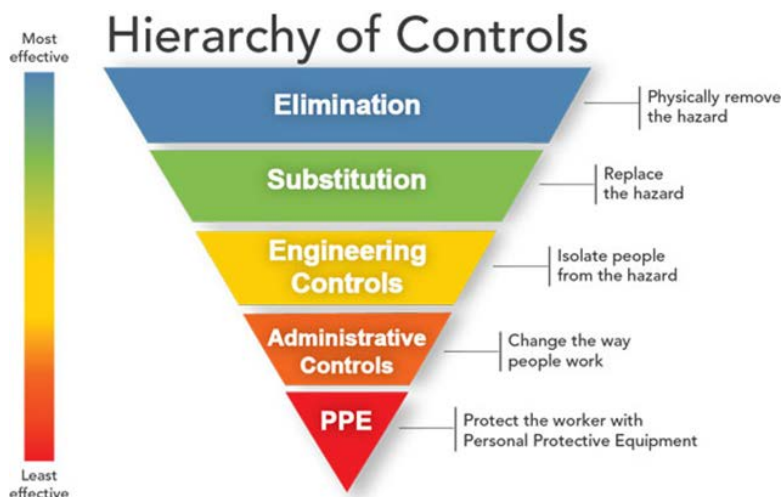 Hierarchy of Controls
Most
effective
Elimination
Physically remove
the hazard
Substitution
Replace
the hazard
Engineering
Controls
Isolate people
from the hazard
Administrative
Controls
Change the way
people work
PPE
Protect the worker with
Personal Protective Equipment
Least
effective